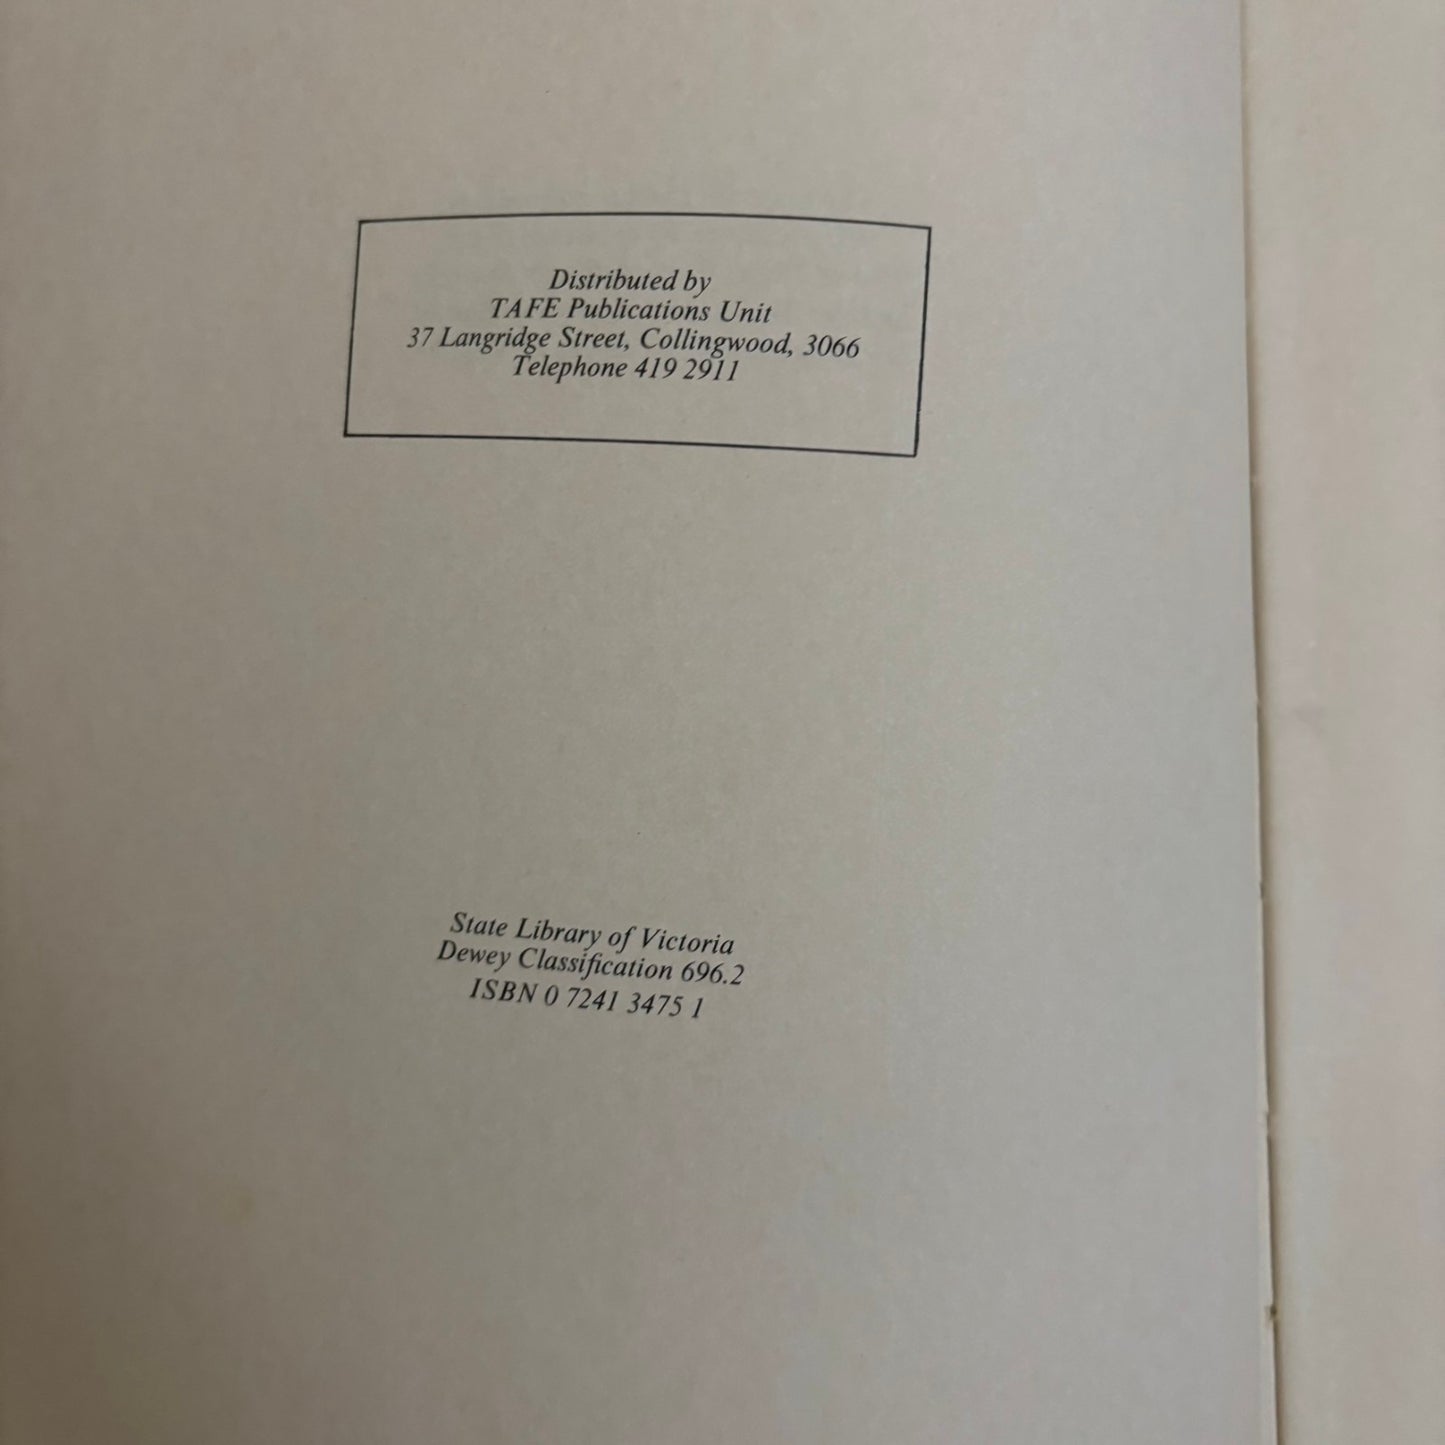 Distributed by
TAFE Publications Unit
37 Langridge Street, Collingwood, 3066
Telephone 419 2911
State Library of Victoria
Dewey Classification 696.2
ISBN 0 7241 3475 1